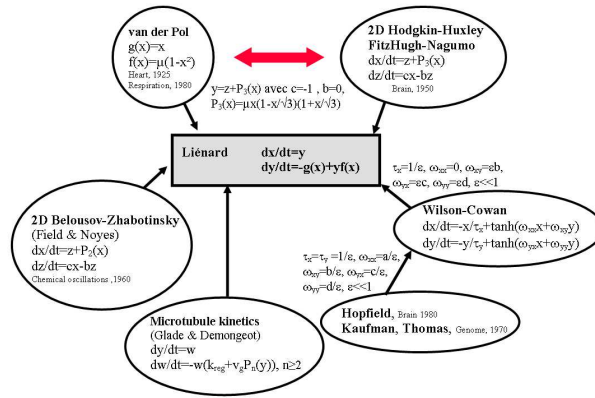 van der Pol
g(x)=x
f(x)=μ(1-x²)
Heart, 1925
Respiration, 1980
2D Hodgkin-Huxley
FitzHugh-Nagumo
dx/dt=z+P₃(x)
dz/dt=cx-bz
Brain, 1950
y=z+P₃(x) avec c=-1 , b=0,
P₃(x)=μx(1-x/√3)(1+x/√3)
Liénard dx/dt=y
dy/dt=-g(x)+yf(x)
τₓ=1/ε, ωₓₓ=0, ωₓᵧ=εb,
ωᵧₓ=εc, ωᵧᵧ=εd, ε<<1
2D Belousov-Zhabotinsky
(Field & Noyes)
dx/dt=z+P₂(x)
dz/dt=cx-bz
Chemical oscillations ,1960
Wilson-Cowan
dx/dt=-x/τₓ+tanh(ωₓₓx+ωₓᵧy)
dy/dt=-y/τᵧ+tanh(ωᵧₓx+ωᵧᵧy)
τₓ=τᵧ =1/ε, ωₓₓ=a/ε,
ωₓᵧ=b/ε, ωᵧₓ=c/ε,
ωᵧᵧ=d/ε, ε<<1
Microtubule kinetics
(Glade & Demongeot)
dy/dt=w
dw/dt=-w(k_reg+v_gPₙ(y)), n≥2
Hopfield, Brain 1980
Kaufman, Thomas, Genome, 1970